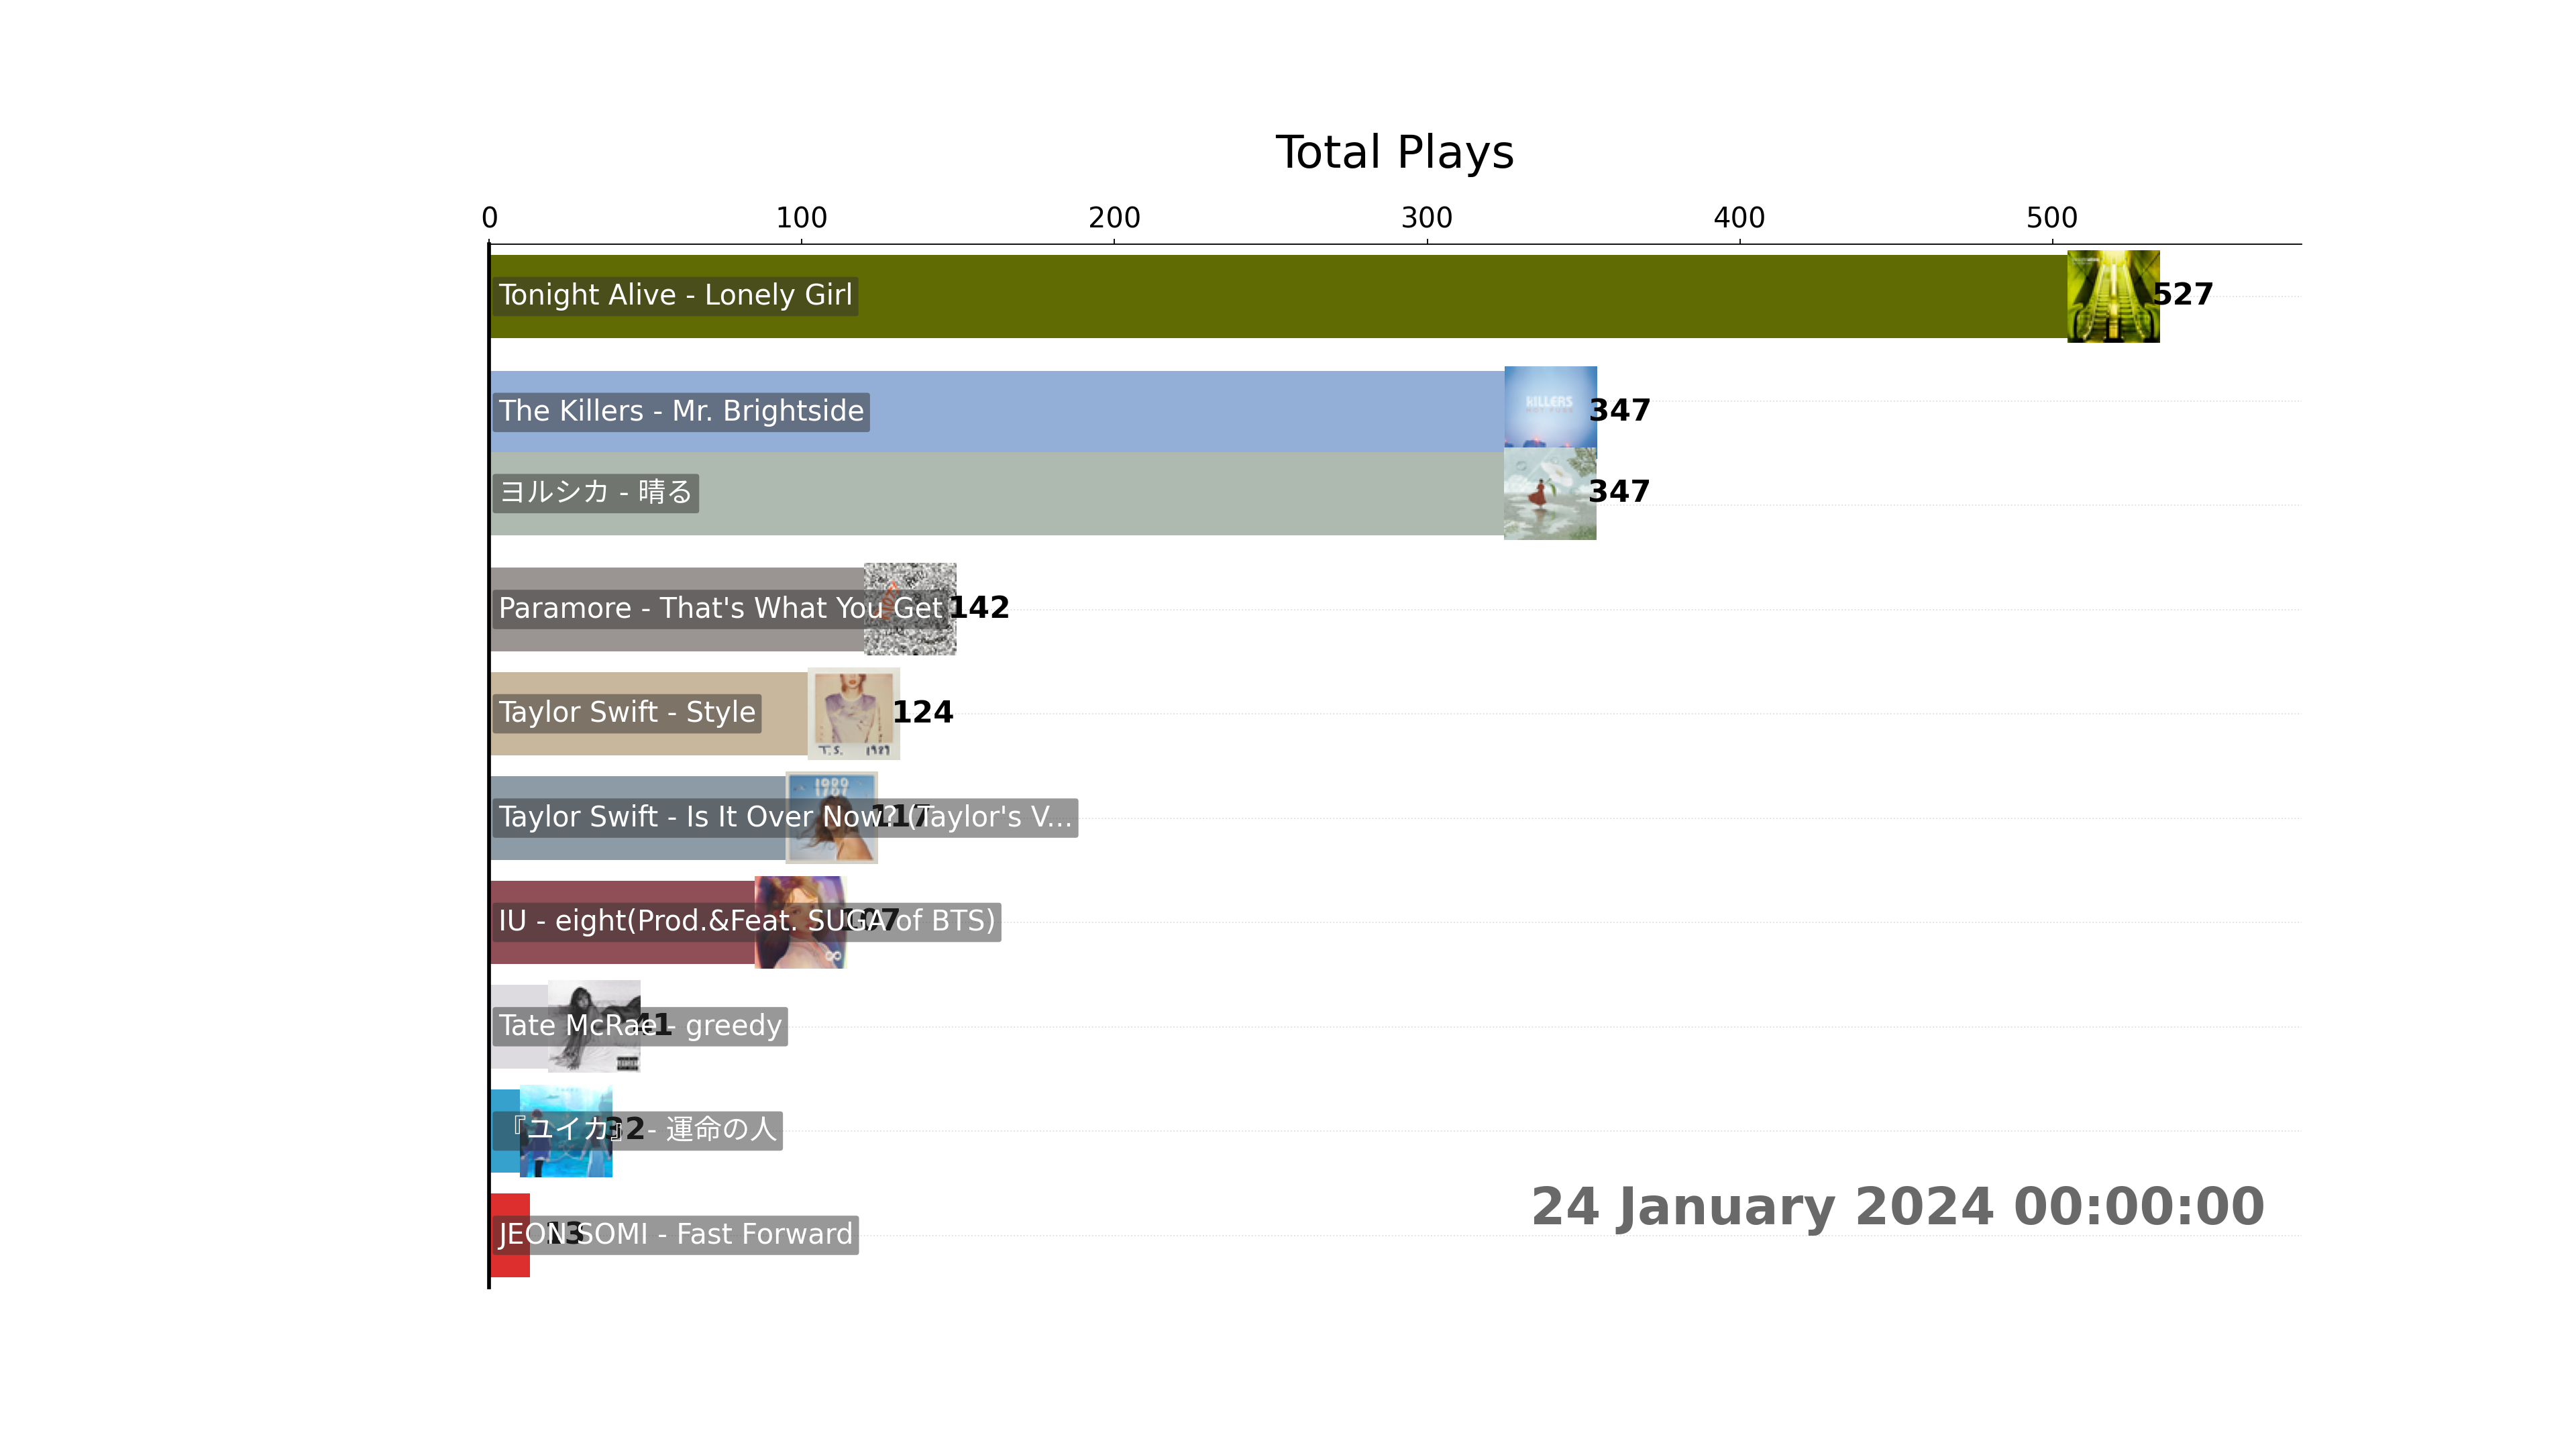 Total Plays
0 100 200 300 400 500
Tonight Alive - Lonely Girl 527
The Killers - Mr. Brightside KILLERS 347
ヨルシカ - 晴る 347
Paramore - That's What You Get 142
Taylor Swift - Style T.S. 1989 124
Taylor Swift - Is It Over Now? (Taylor's V... 117
IU - eight(Prod.&Feat. SUGA of BTS) 107
Tate McRae - greedy 41
『ユイカ』 - 運命の人 32
JEON SOMI - Fast Forward 13
24 January 2024 00:00:00